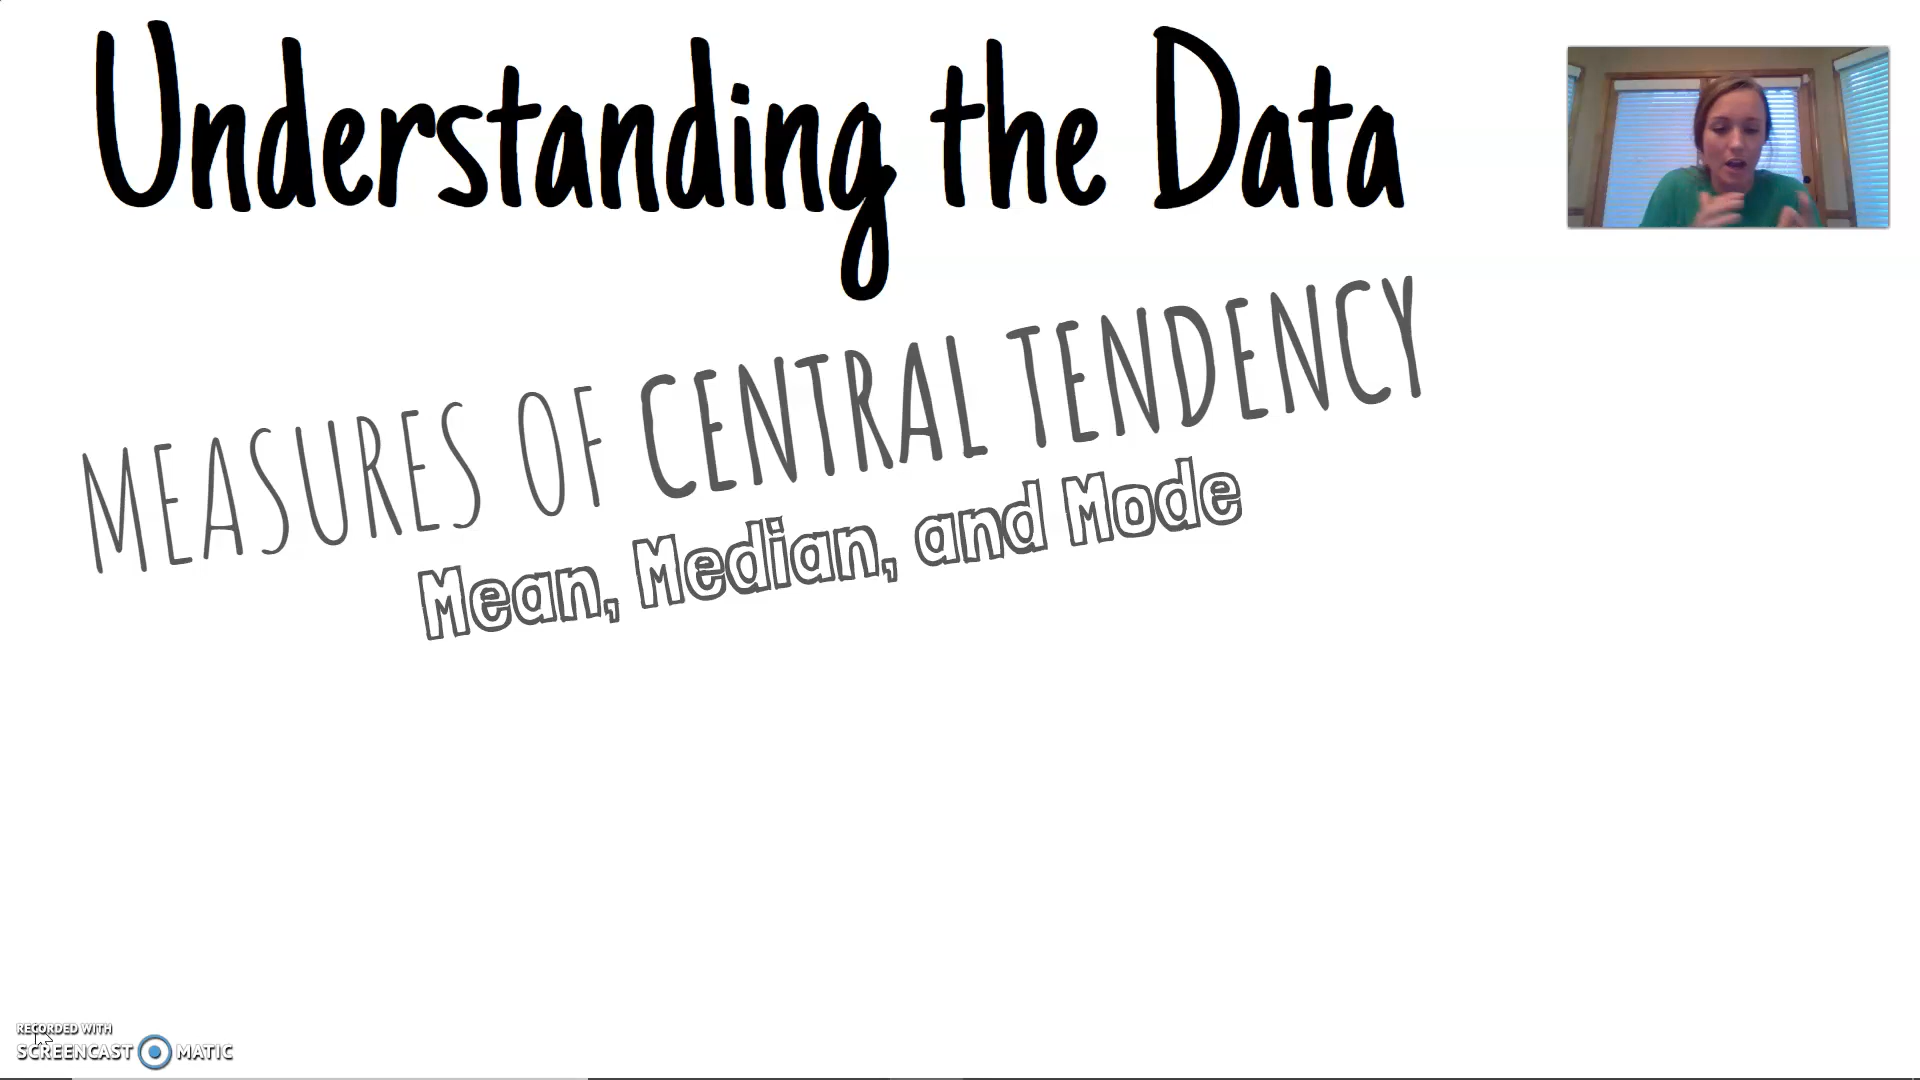 Understanding the Data
MEASURES OF CENTRAL TENDENCY
Mean, Median, and Mode
RECORDED WITH
SCREENCAST MATIC